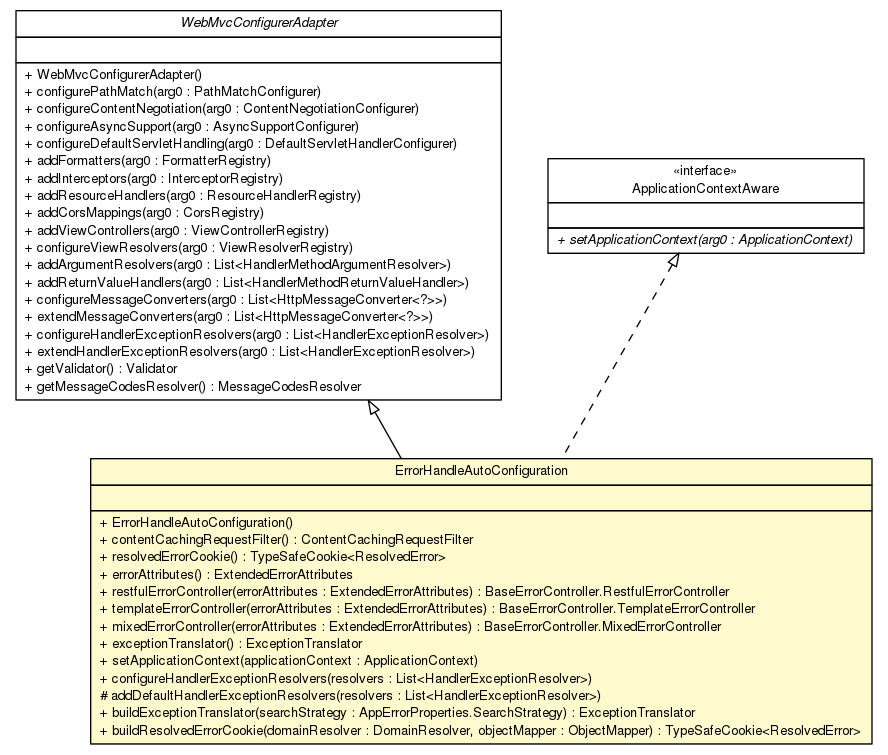 WebMvcConfigurerAdapter
+ WebMvcConfigurerAdapter()
+ configurePathMatch(arg0 : PathMatchConfigurer)
+ configureContentNegotiation(arg0 : ContentNegotiationConfigurer)
+ configureAsyncSupport(arg0 : AsyncSupportConfigurer)
+ configureDefaultServletHandling(arg0 : DefaultServletHandlerConfigurer)
+ addFormatters(arg0 : FormatterRegistry)
+ addInterceptors(arg0 : InterceptorRegistry)
+ addResourceHandlers(arg0 : ResourceHandlerRegistry)
+ addCorsMappings(arg0 : CorsRegistry)
+ addViewControllers(arg0 : ViewControllerRegistry)
+ configureViewResolvers(arg0 : ViewResolverRegistry)
+ addArgumentResolvers(arg0 : List<HandlerMethodArgumentResolver>)
+ addReturnValueHandlers(arg0 : List<HandlerMethodReturnValueHandler>)
+ configureMessageConverters(arg0 : List<HttpMessageConverter<?>>)
+ extendMessageConverters(arg0 : List<HttpMessageConverter<?>>)
+ configureHandlerExceptionResolvers(arg0 : List<HandlerExceptionResolver>)
+ extendHandlerExceptionResolvers(arg0 : List<HandlerExceptionResolver>)
+ getValidator() : Validator
+ getMessageCodesResolver() : MessageCodesResolver
«interface»
ApplicationContextAware
+ setApplicationContext(arg0 : ApplicationContext)
ErrorHandleAutoConfiguration
+ ErrorHandleAutoConfiguration()
+ contentCachingRequestFilter() : ContentCachingRequestFilter
+ resolvedErrorCookie() : TypeSafeCookie<ResolvedError>
+ errorAttributes() : ExtendedErrorAttributes
+ restfulErrorController(errorAttributes : ExtendedErrorAttributes) : BaseErrorController.RestfulErrorController
+ templateErrorController(errorAttributes : ExtendedErrorAttributes) : BaseErrorController.TemplateErrorController
+ mixedErrorController(errorAttributes : ExtendedErrorAttributes) : BaseErrorController.MixedErrorController
+ exceptionTranslator() : ExceptionTranslator
+ setApplicationContext(applicationContext : ApplicationContext)
+ configureHandlerExceptionResolvers(resolvers : List<HandlerExceptionResolver>)
# addDefaultHandlerExceptionResolvers(resolvers : List<HandlerExceptionResolver>)
+ buildExceptionTranslator(searchStrategy : AppErrorProperties.SearchStrategy) : ExceptionTranslator
+ buildResolvedErrorCookie(domainResolver : DomainResolver, objectMapper : ObjectMapper) : TypeSafeCookie<ResolvedError>